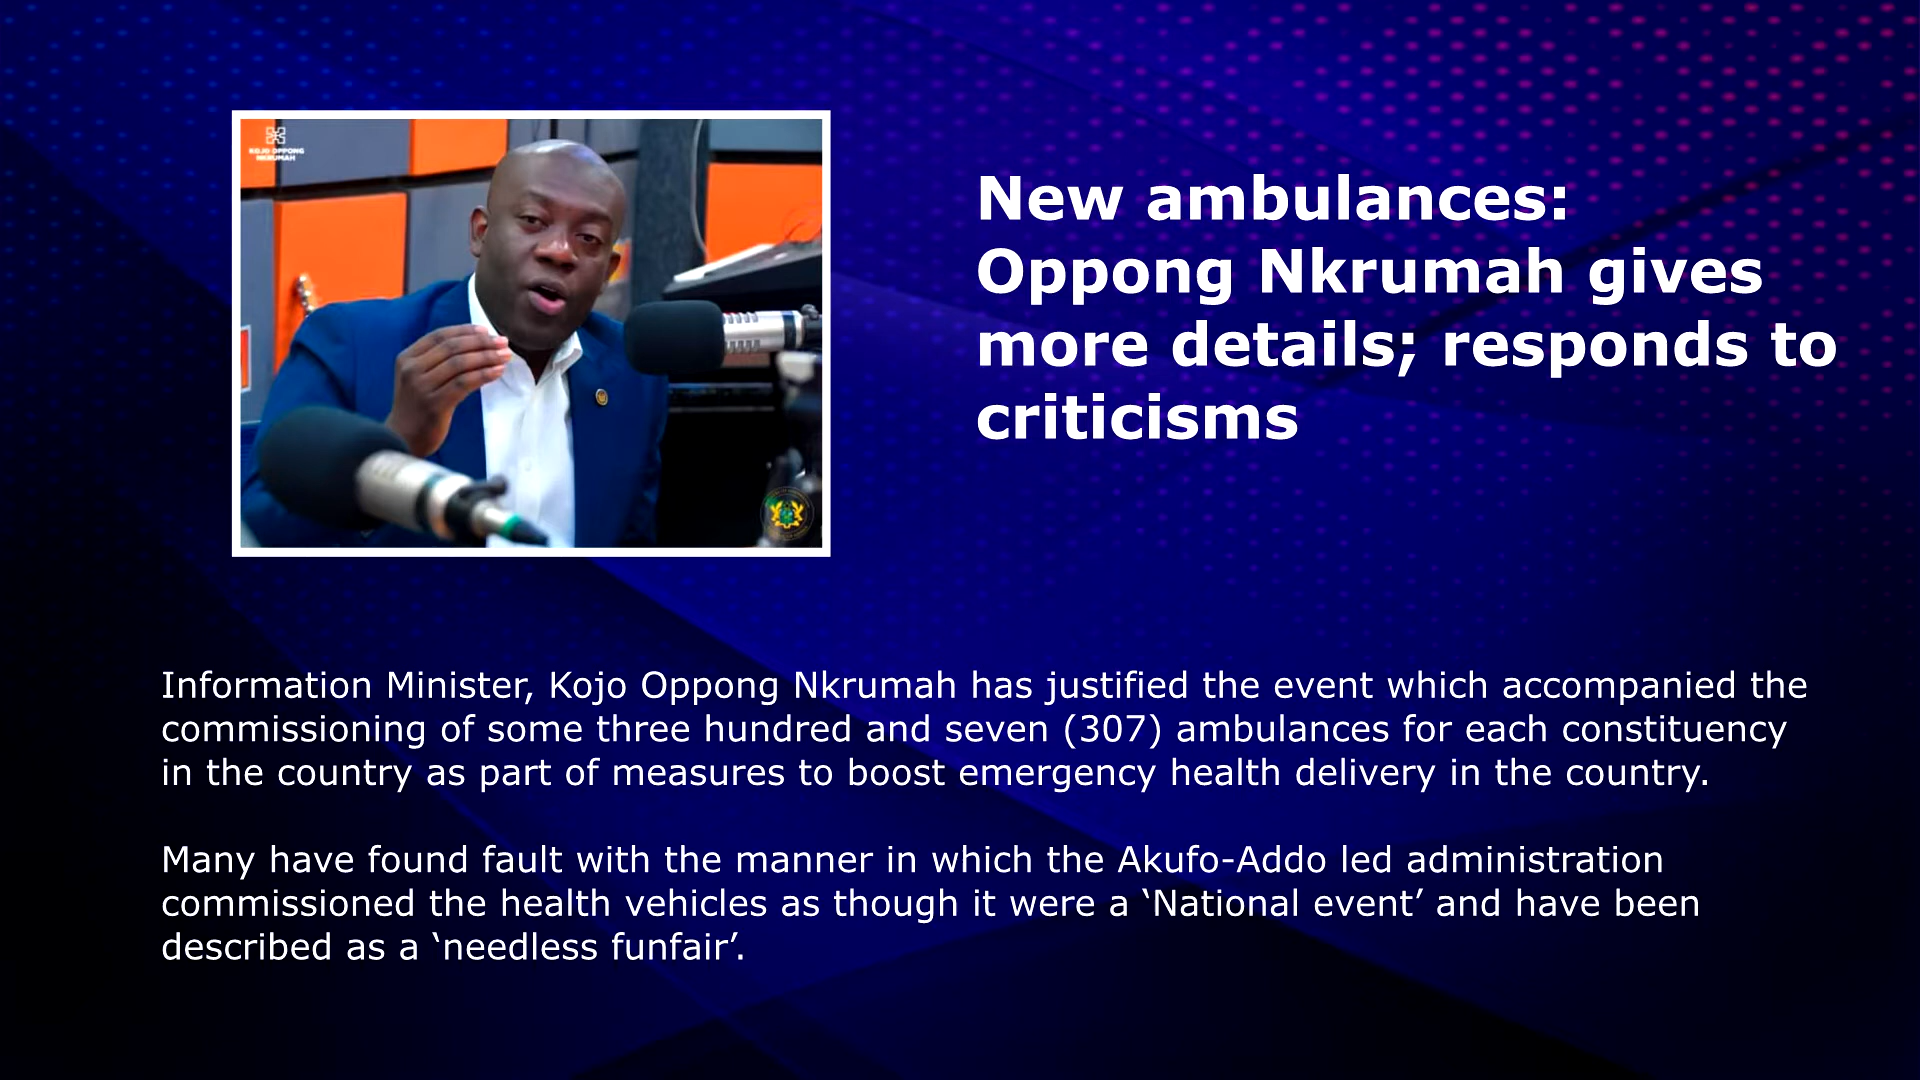 KOJO OPPONG
NKRUMAH
New ambulances:
Oppong Nkrumah gives
more details; responds to
criticisms
Information Minister, Kojo Oppong Nkrumah has justified the event which accompanied the
commissioning of some three hundred and seven (307) ambulances for each constituency
in the country as part of measures to boost emergency health delivery in the country.
Many have found fault with the manner in which the Akufo-Addo led administration
commissioned the health vehicles as though it were a ‘National event’ and have been
described as a ‘needless funfair’.